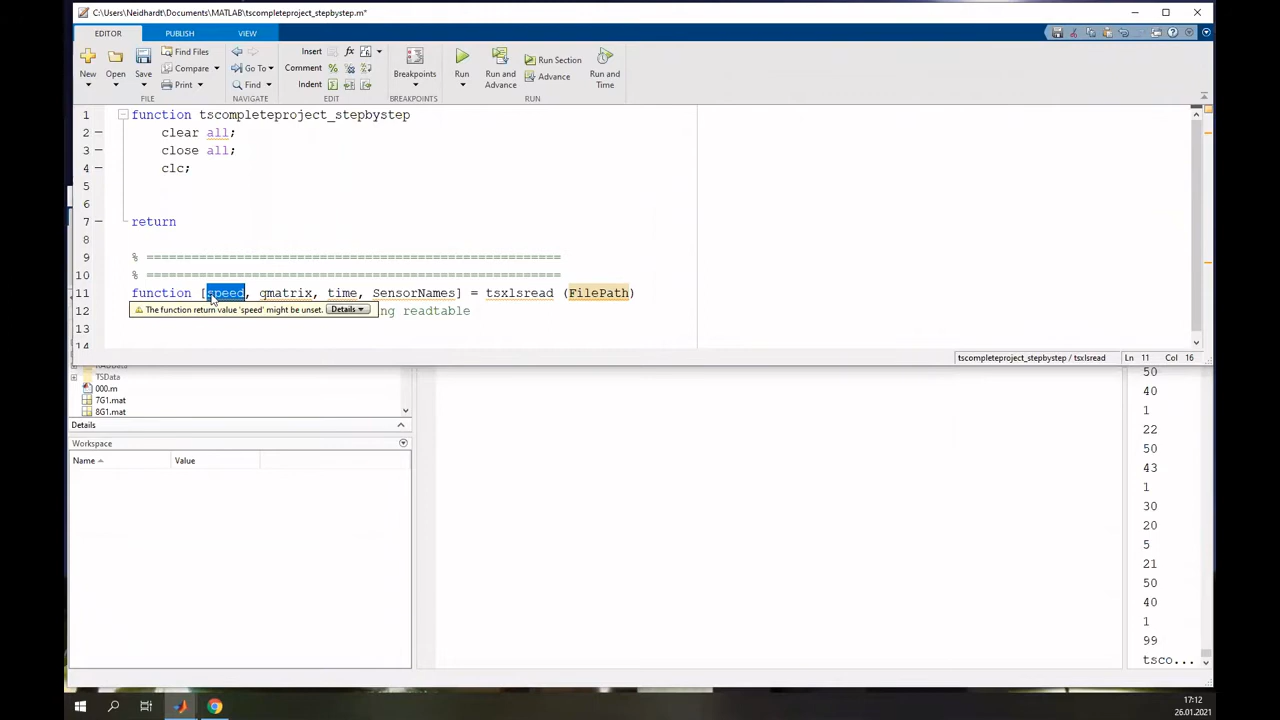 C:\Users\Neidhardt\Documents\MATLAB\tscompleteproject_stepbystep.m*
EDITOR PUBLISH VIEW
New Open Save Find Files Compare Print
Go To Find
Insert Comment Indent
Breakpoints
Run Run and Advance Run Section Advance Run and Time
FILE NAVIGATE EDIT BREAKPOINTS RUN
1 function tscompleteproject_stepbystep
2 clear all;
3 close all;
4 clc;
5
6
7 return
8
9 % =======================================================
10 % =======================================================
11 function [speed, qmatrix, time, SensorNames] = tsxlsread (FilePath)
The function return value 'speed' might be unset. Details
12 ng readtable
13
14
tscompleteproject_stepbystep / tsxlsread Ln 11 Col 16
TSData
000.m
7G1.mat
8G1.mat
Details
Workspace
Name Value
50
40
1
22
50
43
1
30
20
5
21
50
40
1
99
tsco...
17:12
26.01.2021